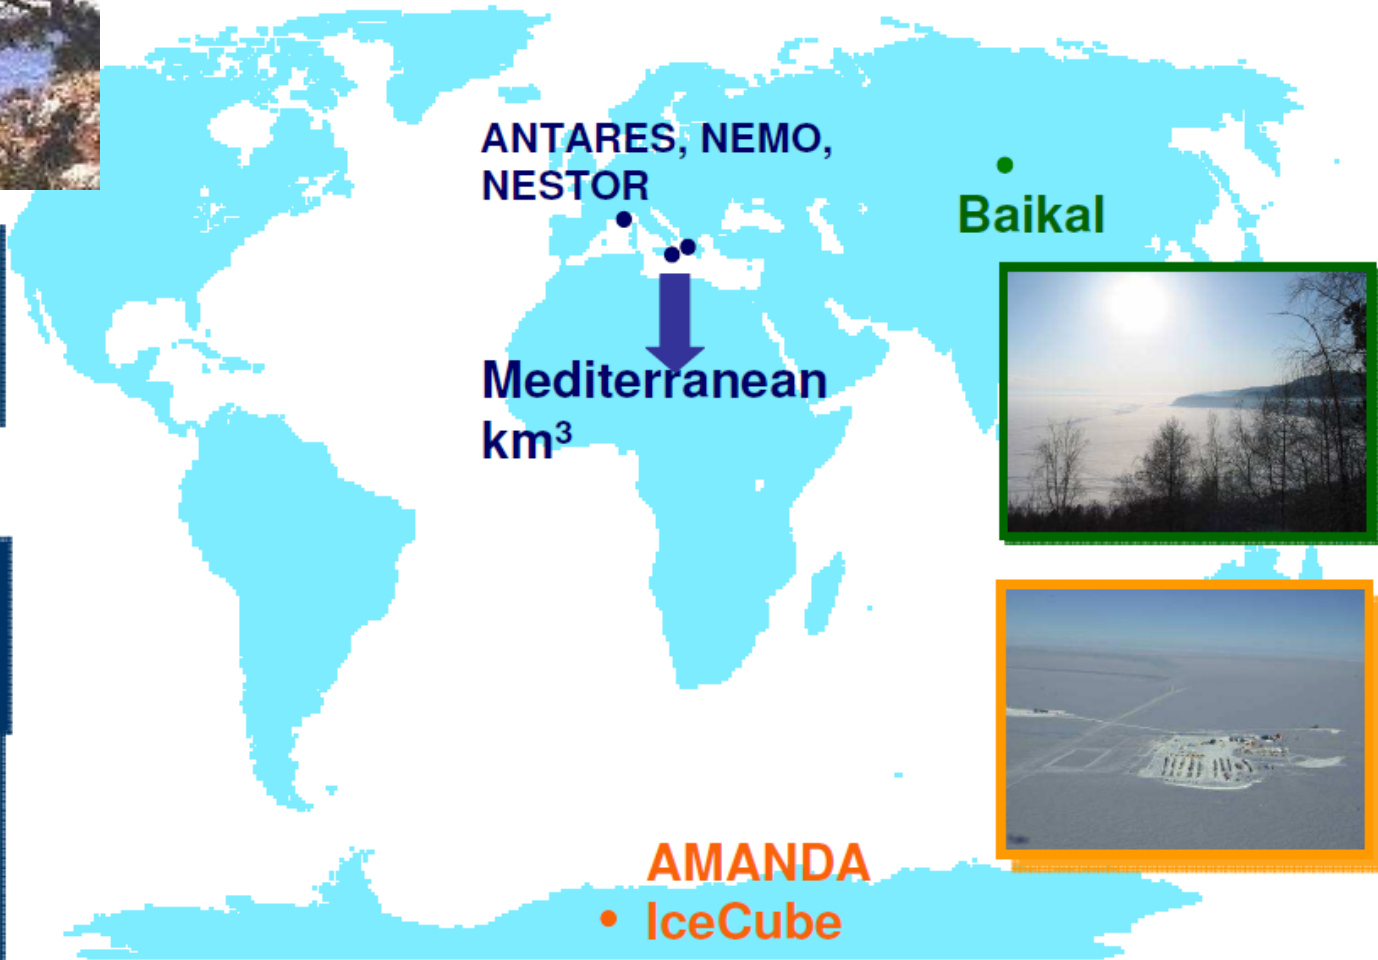 ANTARES, NEMO,
NESTOR
Baikal
Mediterranean
km³
AMANDA
IceCube